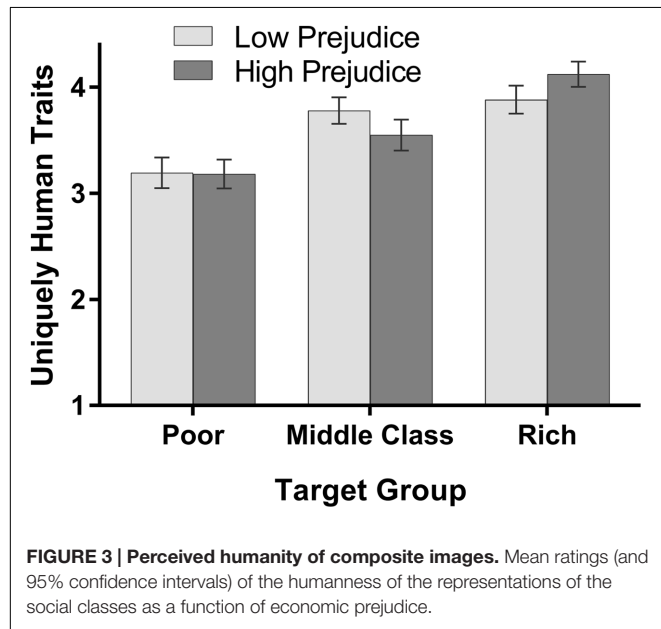 Low Prejudice
High Prejudice
Uniquely Human Traits
4
3
2
1
Poor Middle Class Rich
Target Group
FIGURE 3 | Perceived humanity of composite images. Mean ratings (and
95% confidence intervals) of the humanness of the representations of the
social classes as a function of economic prejudice.